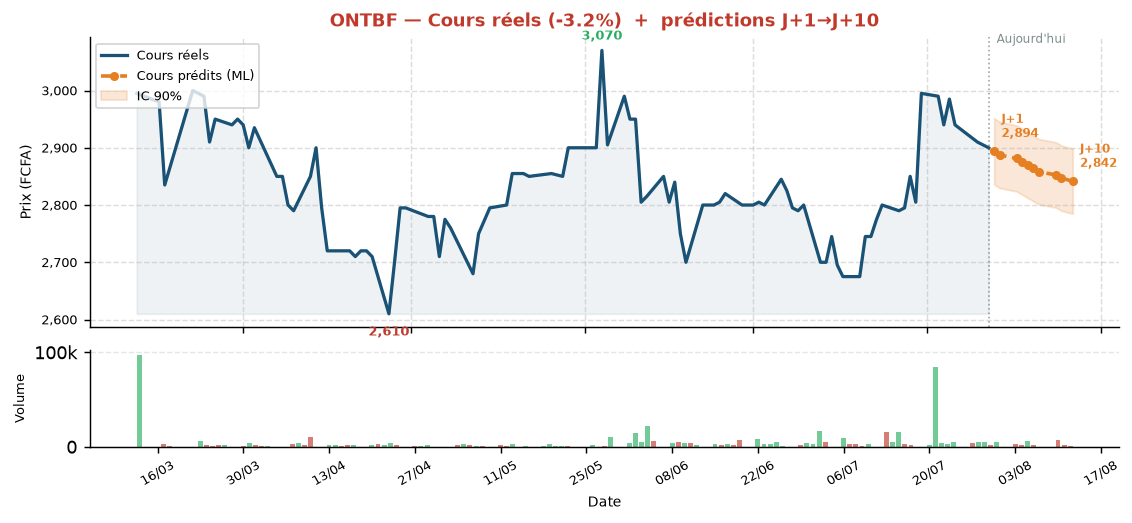 ONTBF — Cours réels (-3.2%)  +  prédictions J+1→J+10
3,070
Aujourd'hui
Cours réels
Cours prédits (ML)
IC 90%
J+1
2,894
J+10
2,842
3,000
2,900
2,800
2,700
2,600
Prix (FCFA)
2,610
100k
0
Volume
16/03
30/03
13/04
27/04
11/05
25/05
08/06
22/06
06/07
20/07
03/08
17/08
Date